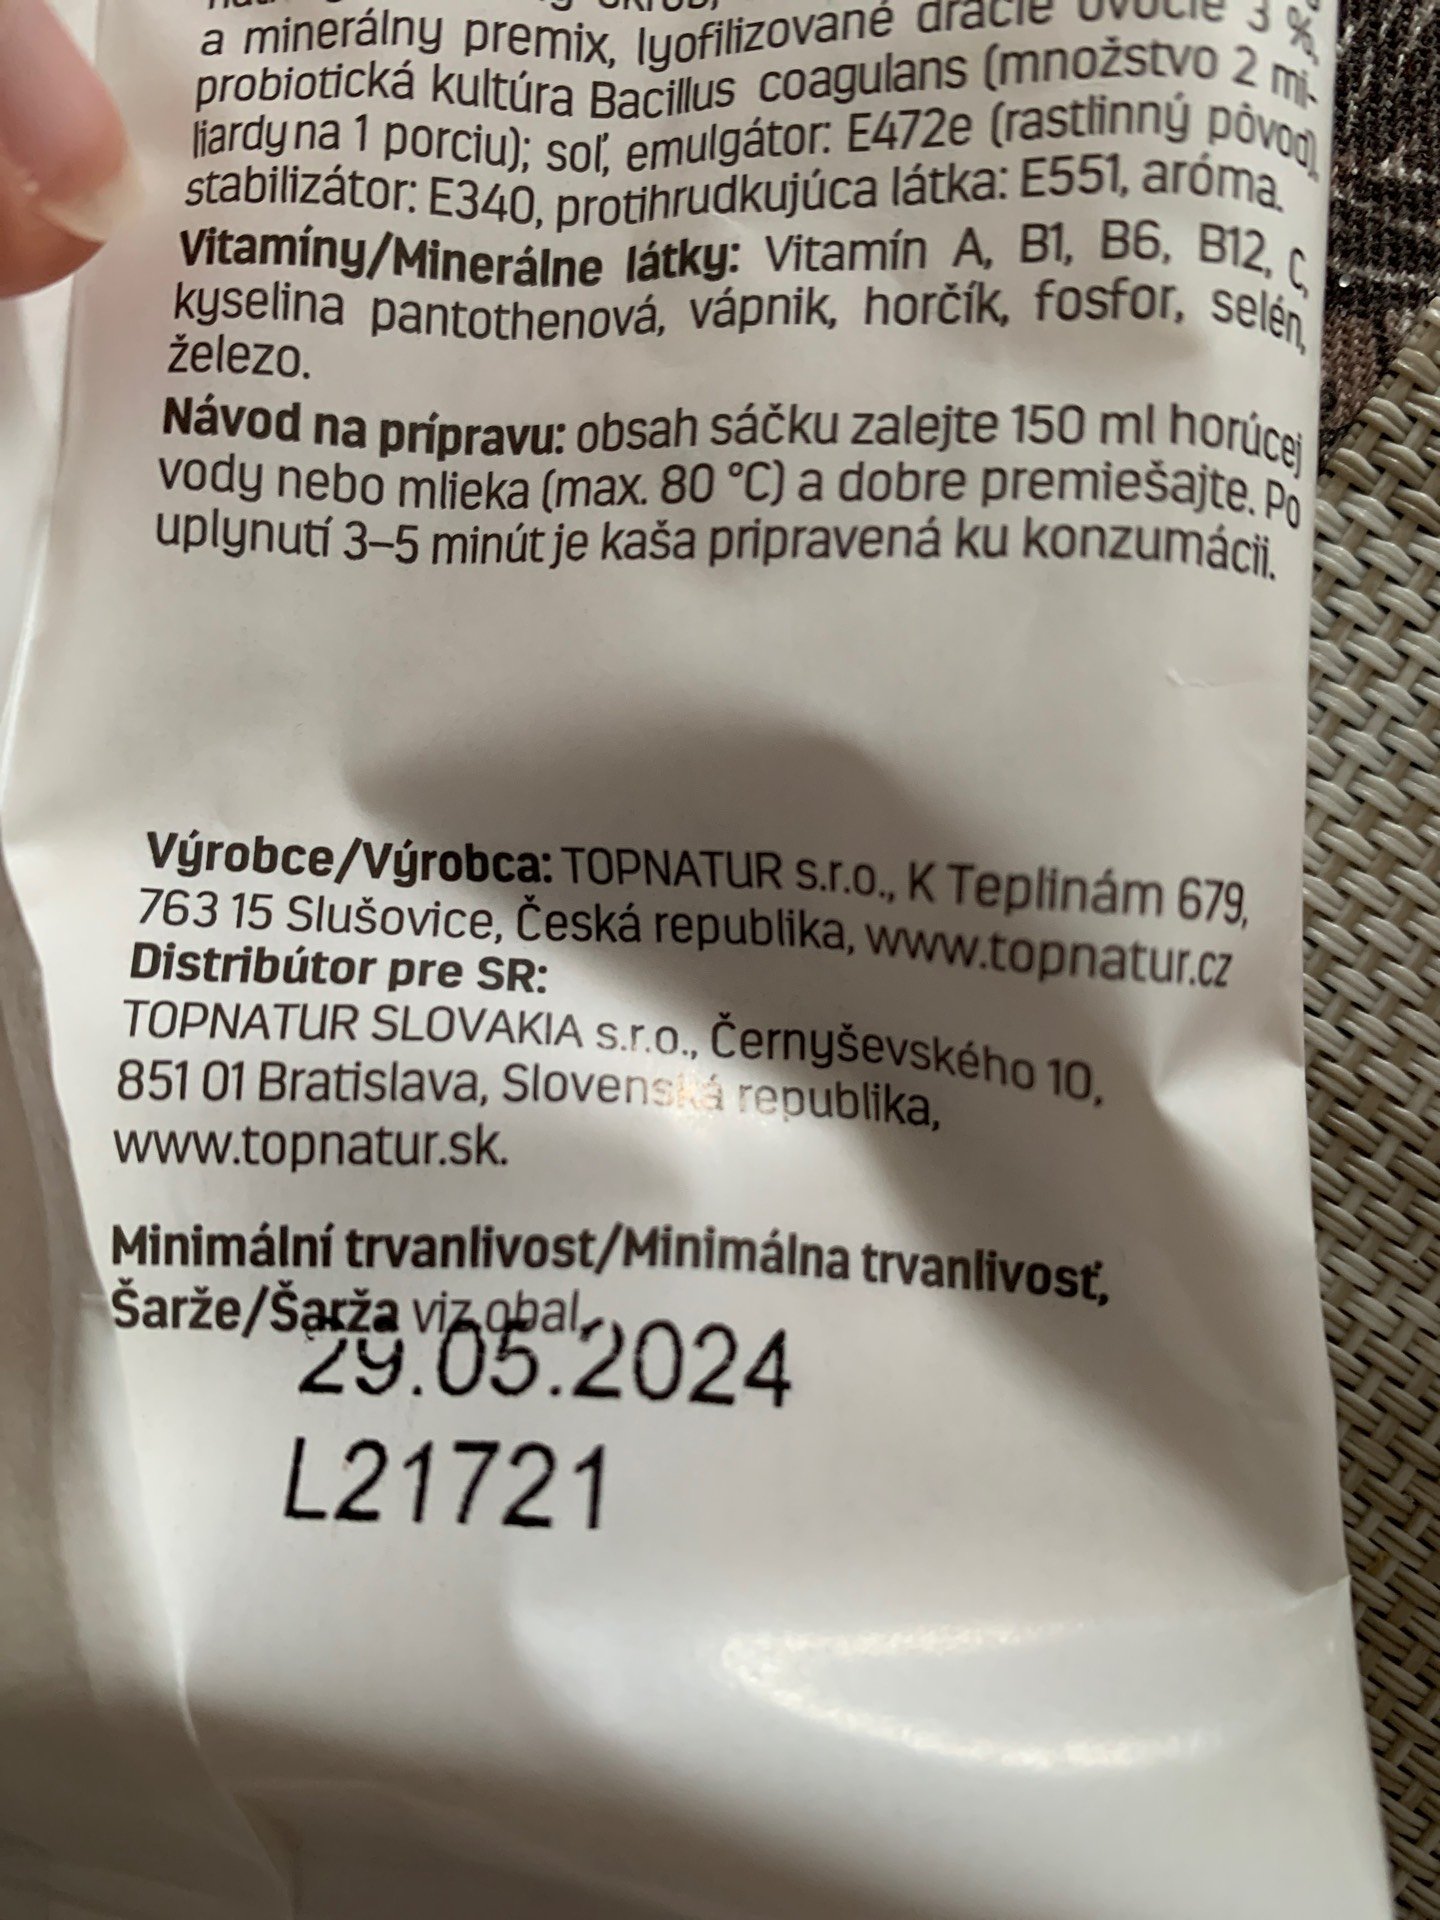 a minerálny premix, lyofilizované dračie ovocie 3 %,
probiotická kultúra Bacillus coagulans (množstvo 2 mi-
liardy na 1 porciu); soľ, emulgátor: E472e (rastlinný pôvod),
stabilizátor: E340, protihrudkujúca látka: E551, aróma.
Vitamíny/Minerálne látky: Vitamín A, B1, B6, B12, C,
kyselina pantothenová, vápnik, horčík, fosfor, selén,
železo.
Návod na prípravu: obsah sáčku zalejte 150 ml horúcej
vody nebo mlieka (max. 80 °C) a dobre premiešajte. Po
uplynutí 3–5 minút je kaša pripravená ku konzumácii.
Výrobce/Výrobca: TOPNATUR s.r.o., K Teplinám 679,
763 15 Slušovice, Česká republika, www.topnatur.cz
Distribútor pre SR:
TOPNATUR SLOVAKIA s.r.o., Černyševského 10,
851 01 Bratislava, Slovenská republika,
www.topnatur.sk.
Minimální trvanlivost/Minimálna trvanlivosť,
Šarže/Šarža viz obal.
29.05.2024
L21721